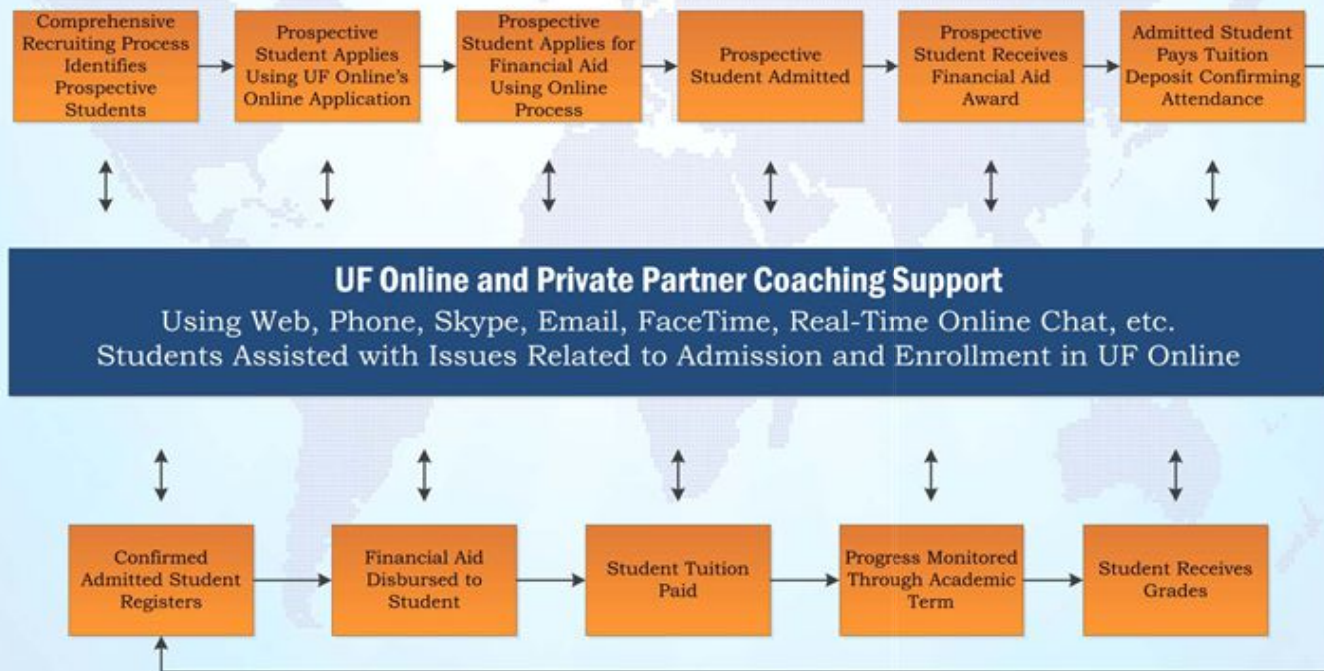 Comprehensive
Recruiting Process
Identifies
Prospective
Students
Prospective
Student Applies
Using UF Online's
Online Application
Prospective
Student Applies for
Financial Aid
Using Online
Process
Prospective
Student Admitted
Prospective
Student Receives
Financial Aid
Award
Admitted Student
Pays Tuition
Deposit Confirming
Attendance
UF Online and Private Partner Coaching Support
Using Web, Phone, Skype, Email, FaceTime, Real-Time Online Chat, etc.
Students Assisted with Issues Related to Admission and Enrollment in UF Online
Confirmed
Admitted Student
Registers
Financial Aid
Disbursed to
Student
Student Tuition
Paid
Progress Monitored
Through Academic
Term
Student Receives
Grades